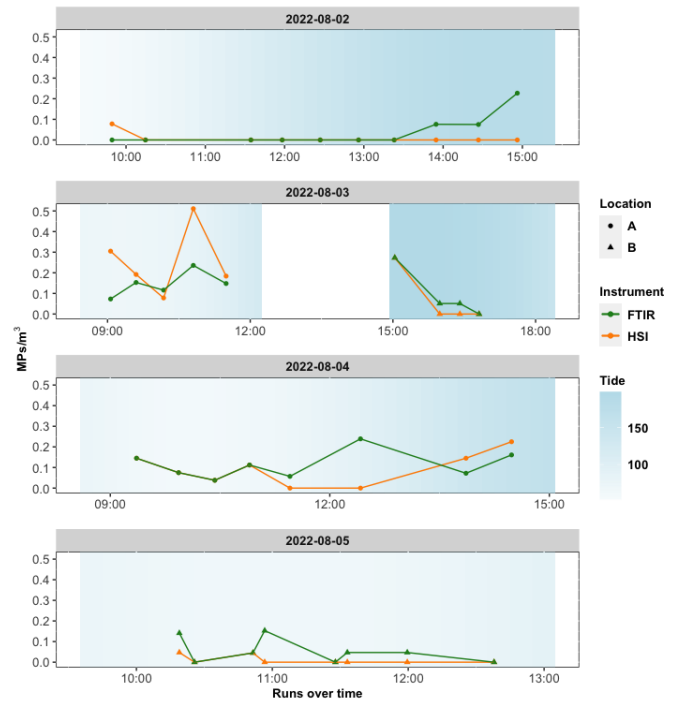 2022-08-02
0.5
0.4
0.3
0.2
0.1
0.0
10:00 11:00 12:00 13:00 14:00 15:00
2022-08-03
0.5
0.4
0.3
0.2
0.1
0.0
09:00 12:00 15:00 18:00
2022-08-04
0.5
0.4
0.3
0.2
0.1
0.0
09:00 12:00 15:00
2022-08-05
0.5
0.4
0.3
0.2
0.1
0.0
10:00 11:00 12:00 13:00
Runs over time
MPs/m³
Location
A
B
Instrument
FTIR
HSI
Tide
150
100